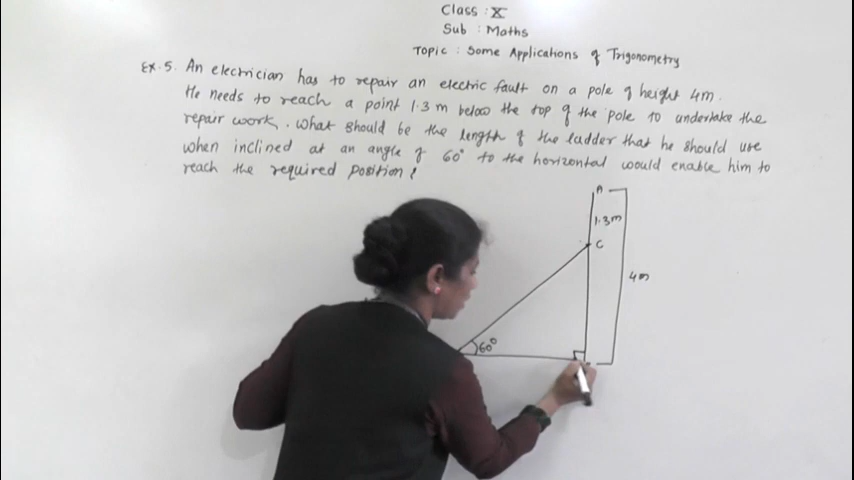 Class : X
Sub : Maths
Topic : Some Applications of Trigonometry
Ex. 5. An electrician has to repair an electric fault on a pole of height 4m.
He needs to reach a point 1.3 m below the top of the pole to undertake the
repair work. What should be the length of the ladder that he should use
when inclined at an angle of 60° to the horizontal would enable him to
reach the required position?
A
1.3m
C
4m
60°